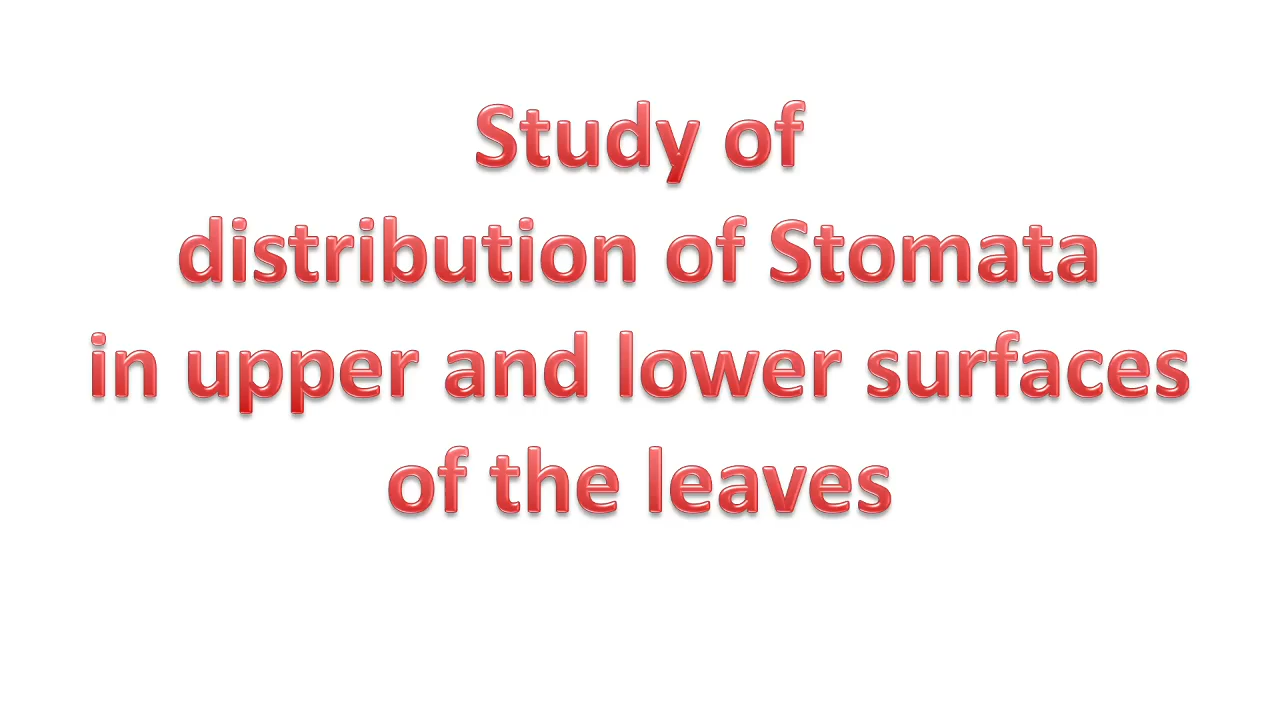 Study of
distribution of Stomata
in upper and lower surfaces
of the leaves